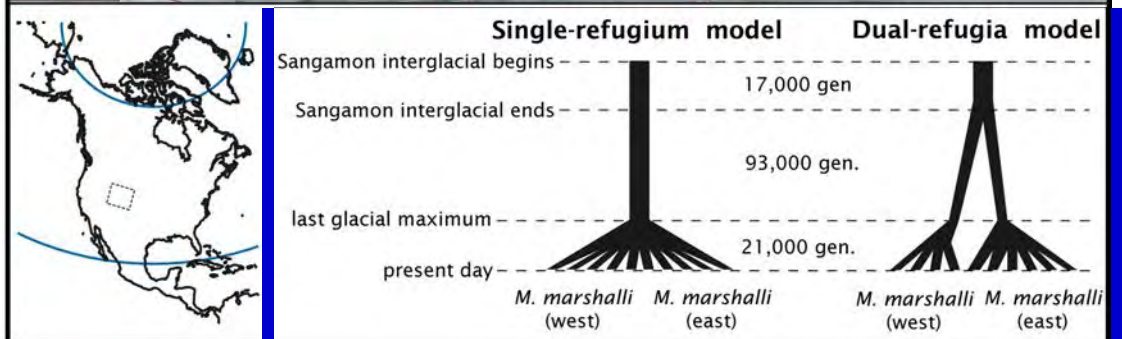 Single-refugium model
Dual-refugia model
Sangamon interglacial begins
17,000 gen
Sangamon interglacial ends
93,000 gen.
last glacial maximum
21,000 gen.
present day
M. marshalli
(west)
M. marshalli
(east)
M. marshalli
(west)
M. marshalli
(east)